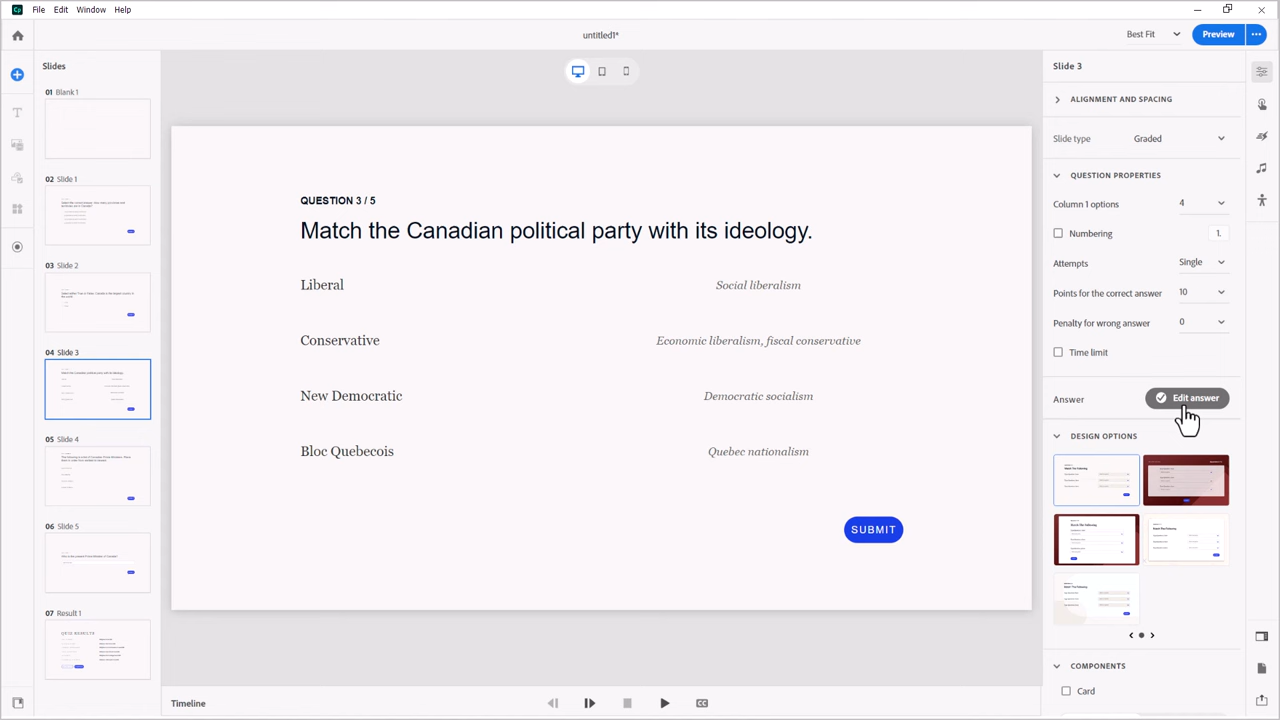 Cp File Edit Window Help
untitled1*
Best Fit
Preview
Slides
01 Blank 1
02 Slide 1
03 Slide 2
04 Slide 3
05 Slide 4
06 Slide 5
07 Result 1
QUIZ RESULTS
QUESTION 3 / 5
Match the Canadian political party with its ideology.
Liberal Social liberalism
Conservative Economic liberalism, fiscal conservative
New Democratic Democratic socialism
Bloc Quebecois Quebec nationalism
SUBMIT
Timeline
CC
Slide 3
ALIGNMENT AND SPACING
Slide type Graded
QUESTION PROPERTIES
Column 1 options 4
Numbering 1.
Attempts Single
Points for the correct answer 10
Penalty for wrong answer 0
Time limit
Answer Edit answer
DESIGN OPTIONS
COMPONENTS
Card